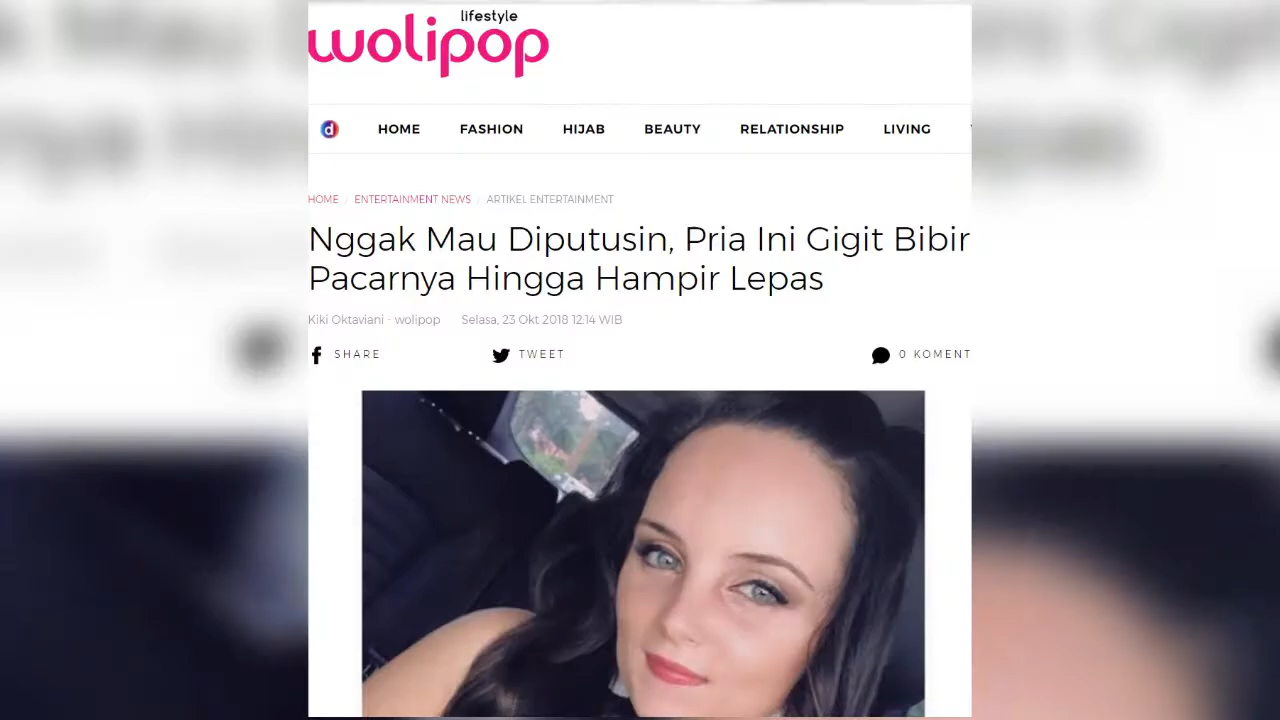 lifestyle
wolipop
d
HOME FASHION HIJAB BEAUTY RELATIONSHIP LIVING
HOME / ENTERTAINMENT NEWS / ARTIKEL ENTERTAINMENT
Nggak Mau Diputusin, Pria Ini Gigit Bibir
Pacarnya Hingga Hampir Lepas
Kiki Oktaviani - wolipop Selasa, 23 Okt 2018 12:14 WIB
SHARE TWEET 0 KOMENT